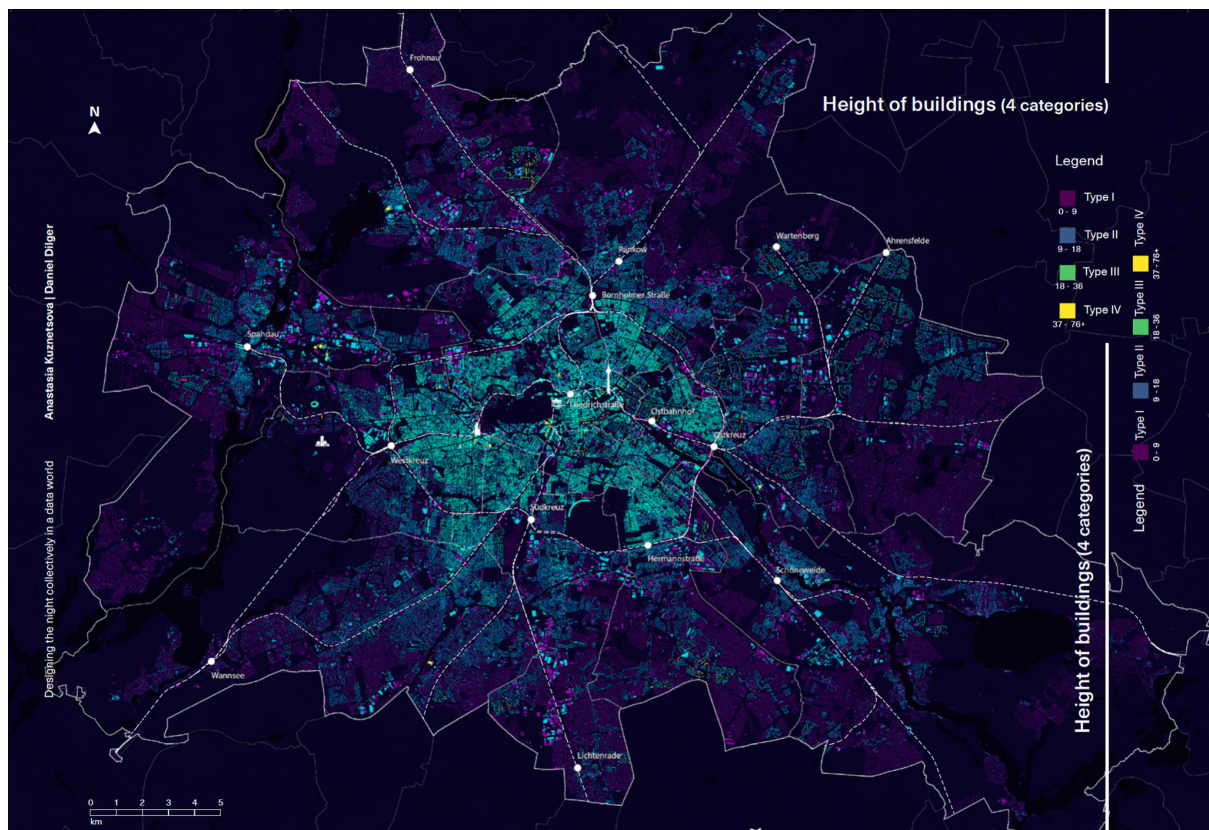 Height of buildings (4 categories)
Legend
Type I
0 - 9
Type II
9 - 18
Type III
18 - 36
Type IV
37 - 76+
Height of buildings (4 categories)
Legend
Type I
0 - 9
Type II
9 - 18
Type III
18 - 36
Type IV
37 - 76+
Anastasia Kuznetsova | Daniel Dilger
Designing the night collectively in a data world
N
Frohnau
Pankow
Wartenberg
Ahrensfelde
Bornholmer Straße
Spandau
Friedrichstraße
Ostbahnhof
Ostkreuz
Westkreuz
Südkreuz
Hermannstraße
Schöneweide
Wannsee
Lichtenrade
0 1 2 3 4 5
km